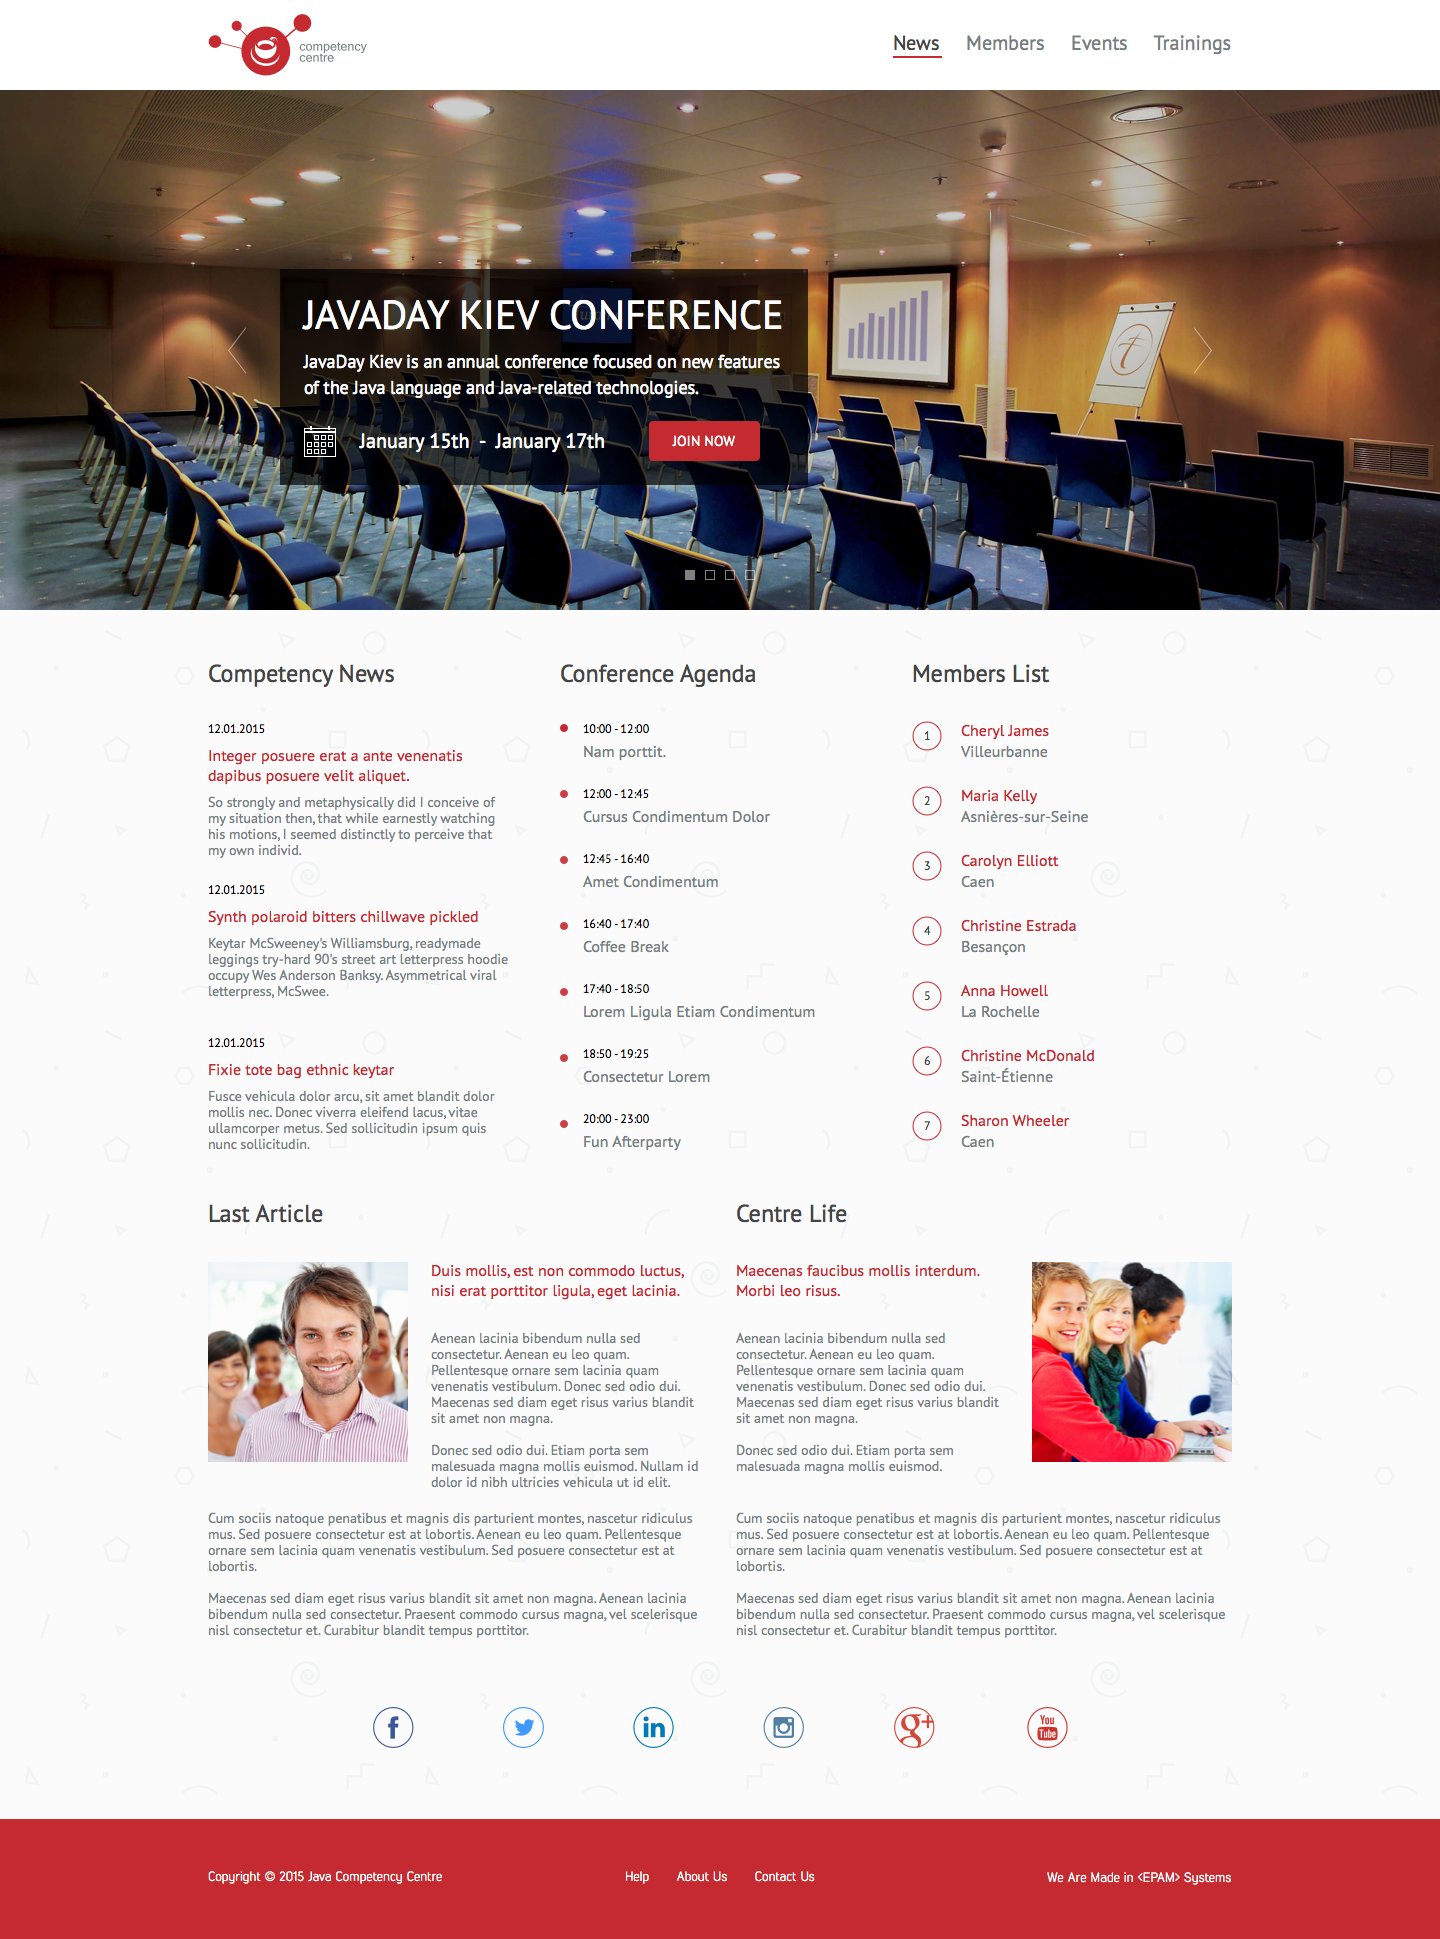 competency
centre
News Members Events Trainings
JAVADAY KIEV CONFERENCE
JavaDay Kiev is an annual conference focused on new features
of the Java language and Java-related technologies.
January 15th - January 17th
JOIN NOW
Competency News
12.01.2015
Integer posuere erat a ante venenatis
dapibus posuere velit aliquet.
So strongly and metaphysically did I conceive of
my situation then, that while earnestly watching
his motions, I seemed distinctly to perceive that
my own individ.
12.01.2015
Synth polaroid bitters chillwave pickled
Keytar McSweeney's Williamsburg, readymade
leggings try-hard 90's street art letterpress hoodie
occupy Wes Anderson Banksy. Asymmetrical viral
letterpress, McSwee.
12.01.2015
Fixie tote bag ethnic keytar
Fusce vehicula dolor arcu, sit amet blandit dolor
mollis nec. Donec viverra eleifend lacus, vitae
ullamcorper metus. Sed sollicitudin ipsum quis
nunc sollicitudin.
Conference Agenda
10:00 - 12:00
Nam porttit.
12:00 - 12:45
Cursus Condimentum Dolor
12:45 - 16:40
Amet Condimentum
16:40 - 17:40
Coffee Break
17:40 - 18:50
Lorem Ligula Etiam Condimentum
18:50 - 19:25
Consectetur Lorem
20:00 - 23:00
Fun Afterparty
Members List
1
Cheryl James
Villeurbanne
2
Maria Kelly
Asnières-sur-Seine
3
Carolyn Elliott
Caen
4
Christine Estrada
Besançon
5
Anna Howell
La Rochelle
6
Christine McDonald
Saint-Étienne
7
Sharon Wheeler
Caen
Last Article
Duis mollis, est non commodo luctus,
nisi erat porttitor ligula, eget lacinia.
Aenean lacinia bibendum nulla sed
consectetur. Aenean eu leo quam.
Pellentesque ornare sem lacinia quam
venenatis vestibulum. Donec sed odio dui.
Maecenas sed diam eget risus varius blandit
sit amet non magna.
Donec sed odio dui. Etiam porta sem
malesuada magna mollis euismod. Nullam id
dolor id nibh ultricies vehicula ut id elit.
Cum sociis natoque penatibus et magnis dis parturient montes, nascetur ridiculus
mus. Sed posuere consectetur est at lobortis. Aenean eu leo quam. Pellentesque
ornare sem lacinia quam venenatis vestibulum. Sed posuere consectetur est at
lobortis.
Maecenas sed diam eget risus varius blandit sit amet non magna. Aenean lacinia
bibendum nulla sed consectetur. Praesent commodo cursus magna, vel scelerisque
nisl consectetur et. Curabitur blandit tempus porttitor.
Centre Life
Maecenas faucibus mollis interdum.
Morbi leo risus.
Aenean lacinia bibendum nulla sed
consectetur. Aenean eu leo quam.
Pellentesque ornare sem lacinia quam
venenatis vestibulum. Donec sed odio dui.
Maecenas sed diam eget risus varius blandit
sit amet non magna.
Donec sed odio dui. Etiam porta sem
malesuada magna mollis euismod.
Cum sociis natoque penatibus et magnis dis parturient montes, nascetur ridiculus
mus. Sed posuere consectetur est at lobortis. Aenean eu leo quam. Pellentesque
ornare sem lacinia quam venenatis vestibulum. Sed posuere consectetur est at
lobortis.
Maecenas sed diam eget risus varius blandit sit amet non magna. Aenean lacinia
bibendum nulla sed consectetur. Praesent commodo cursus magna, vel scelerisque
nisl consectetur et. Curabitur blandit tempus porttitor.
f
in
g+
You
Tube
Copyright © 2015 Java Competency Centre
Help About Us Contact Us
We Are Made in <EPAM> Systems